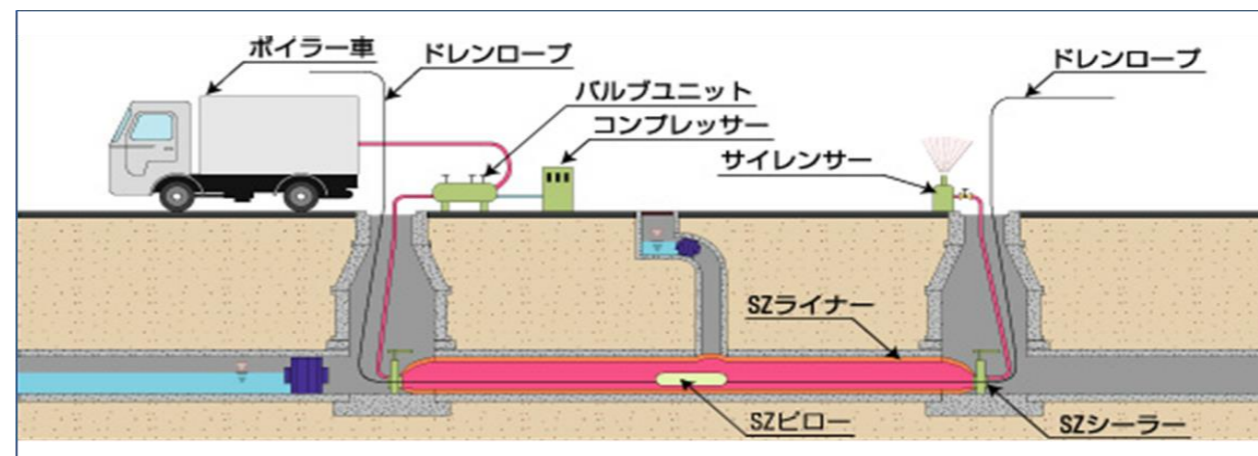 ボイラー車
ドレンロープ
バルブユニット
コンプレッサー
サイレンサー
ドレンロープ
SZライナー
SZピロー
SZシーラー